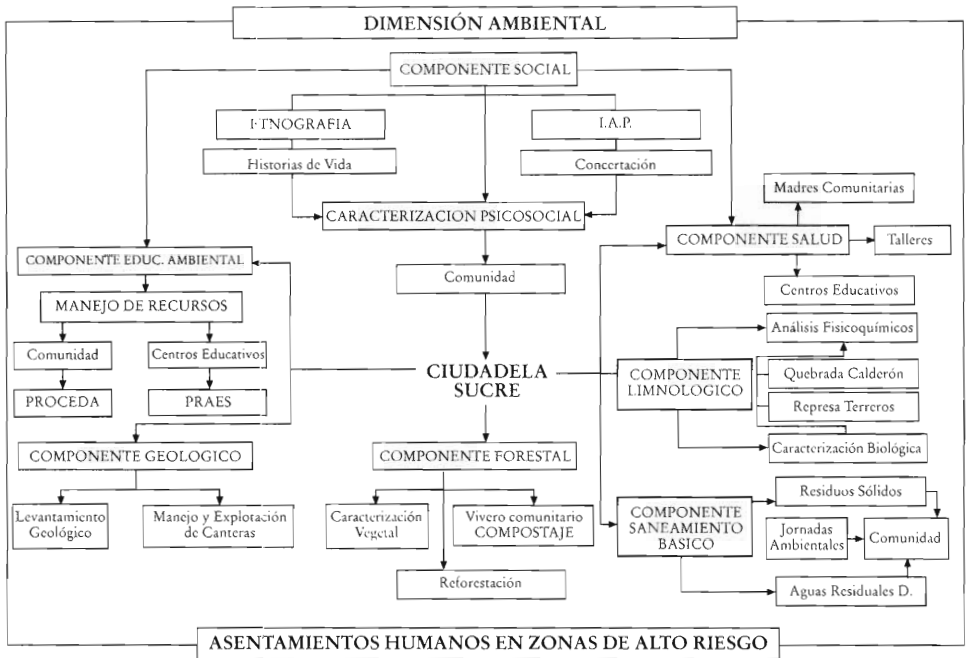 DIMENSIÓN AMBIENTAL
COMPONENTE SOCIAL
ETNOGRAFIA
I.A.P.
Historias de Vida
Concertación
Madres Comunitarias
CARACTERIZACION PSICOSOCIAL
COMPONENTE SALUD
Talleres
COMPONENTE EDUC. AMBIENTAL
Comunidad
Centros Educativos
MANEJO DE RECURSOS
Análisis Fisicoquímicos
Comunidad
Centros Educativos
CIUDADELA
SUCRE
COMPONENTE
LIMNOLOGICO
Quebrada Calderón
PROCEDA
PRAES
Represa Terreros
COMPONENTE GEOLOGICO
COMPONENTE FORESTAL
Caracterización Biológica
Levantamiento
Geológico
Manejo y Explotación
de Canteras
Caracterización
Vegetal
Vivero comunitario
COMPOSTAJE
COMPONENTE
SANEAMIENTO
BASICO
Residuos Sólidos
Jornadas
Ambientales
Comunidad
Reforestación
Aguas Residuales D.
ASENTAMIENTOS HUMANOS EN ZONAS DE ALTO RIESGO